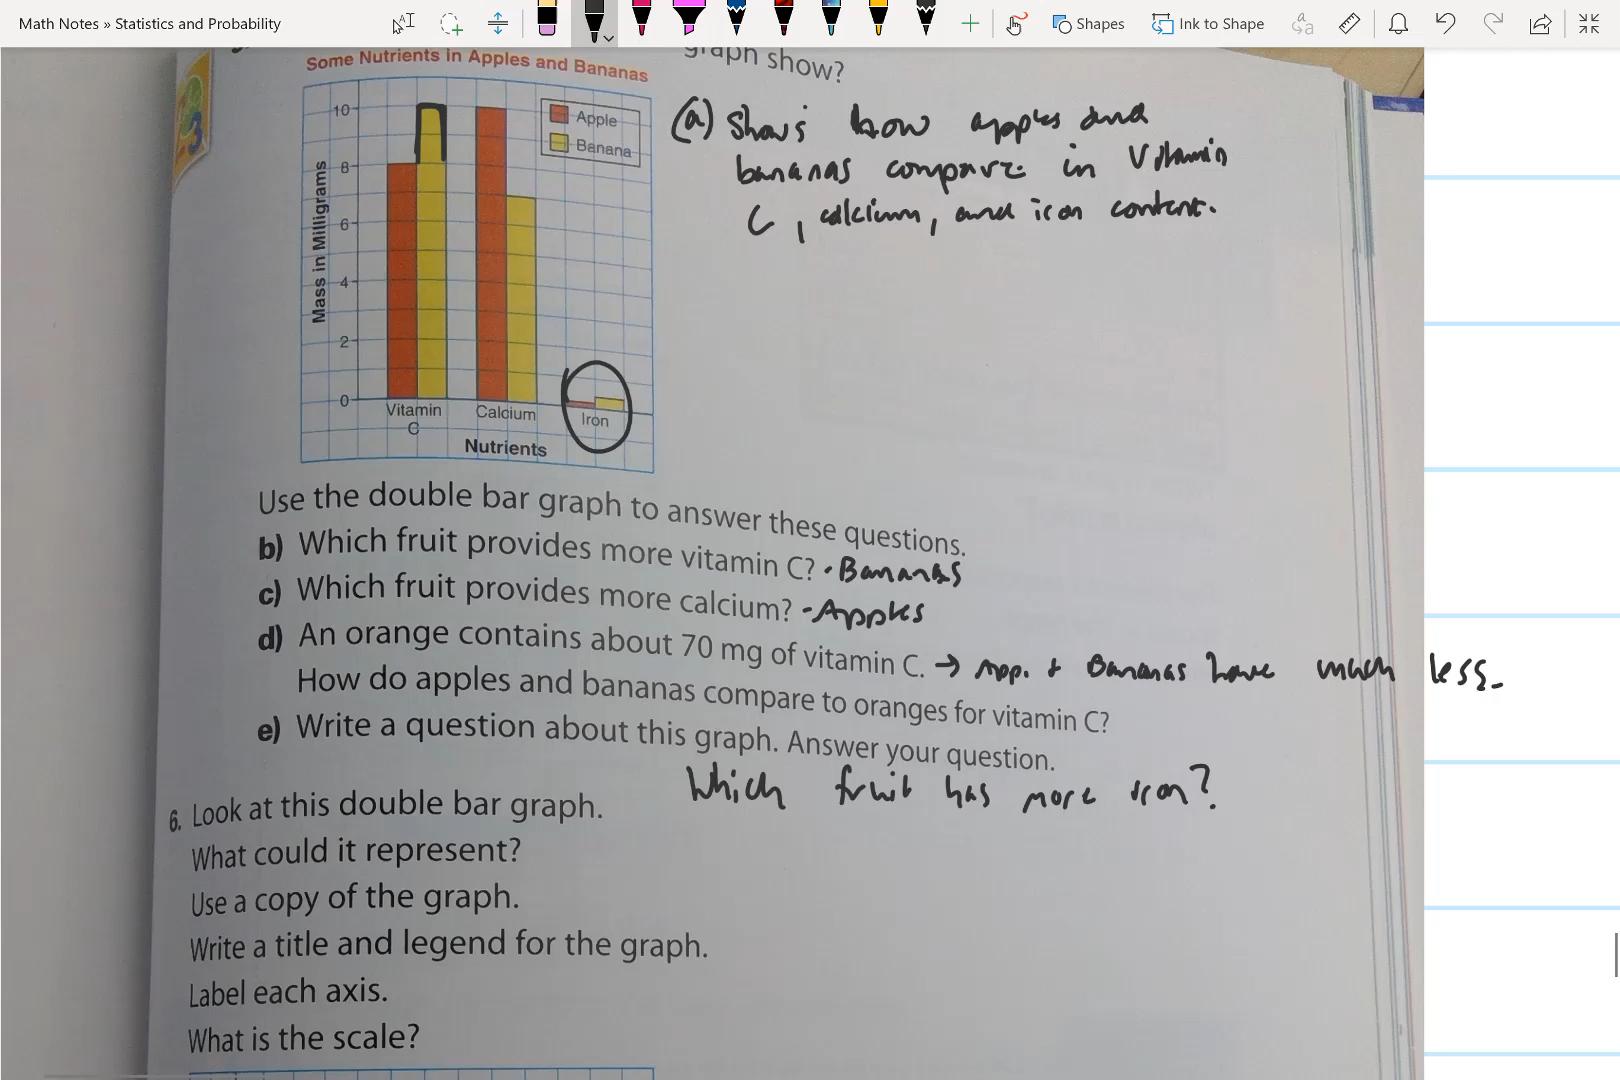 Math Notes » Statistics and Probability
Shapes
Ink to Shape
graph show?
Some Nutrients in Apples and Bananas
10
8
6
4
2
0
Mass in Milligrams
Apple
Banana
Vitamin C
Calcium
Iron
Nutrients
(a) Shows how apples and
bananas compare in Vitamin
C, calcium, and iron content.
Use the double bar graph to answer these questions.
b) Which fruit provides more vitamin C? - Bananas
c) Which fruit provides more calcium? - Apples
d) An orange contains about 70 mg of vitamin C. → App. + Bananas have much less.
How do apples and bananas compare to oranges for vitamin C?
e) Write a question about this graph. Answer your question.
Which fruit has more iron?
6. Look at this double bar graph.
What could it represent?
Use a copy of the graph.
Write a title and legend for the graph.
Label each axis.
What is the scale?